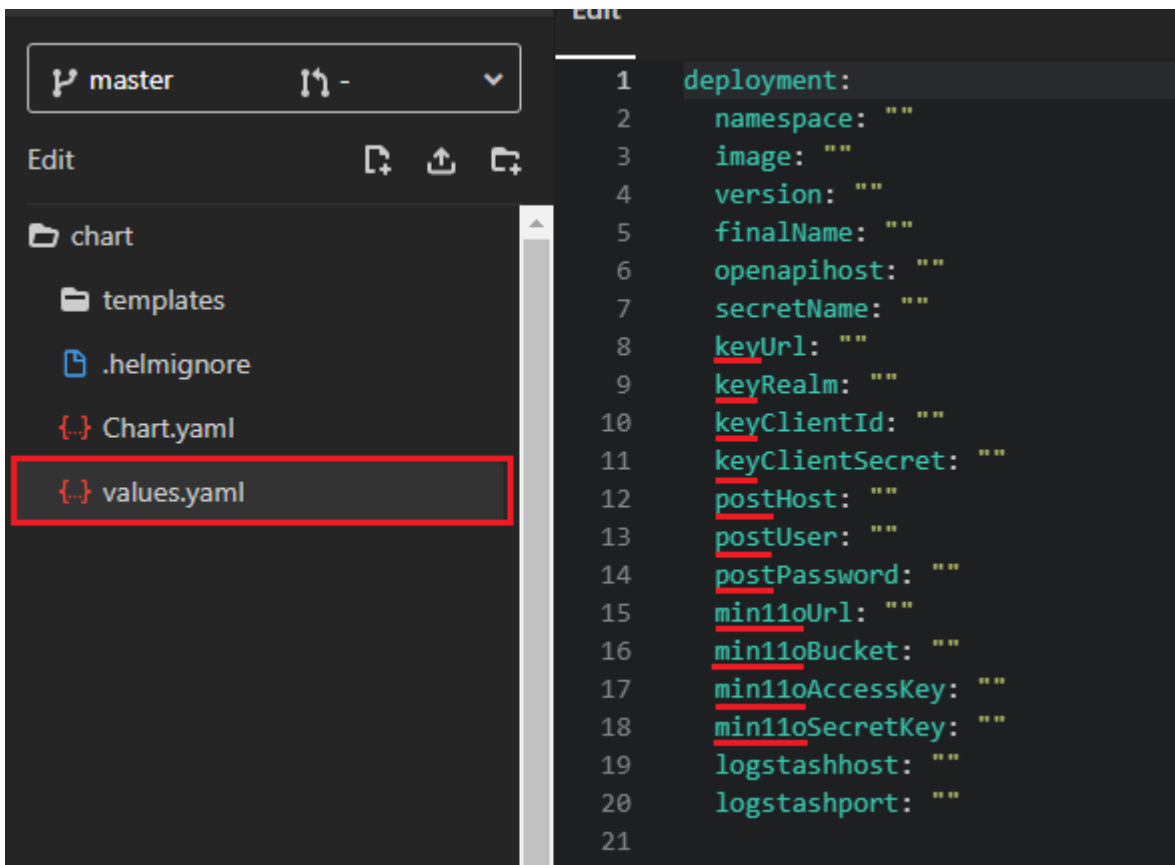 Edit
master
-
Edit
chart
templates
.helmignore
{..} Chart.yaml
{..} values.yaml
1 deployment:
2 namespace: ""
3 image: ""
4 version: ""
5 finalName: ""
6 openapihost: ""
7 secretName: ""
8 keyUrl: ""
9 keyRealm: ""
10 keyClientId: ""
11 keyClientSecret: ""
12 postHost: ""
13 postUser: ""
14 postPassword: ""
15 min11oUrl: ""
16 min11oBucket: ""
17 min11oAccessKey: ""
18 min11oSecretKey: ""
19 logstashhost: ""
20 logstashport: ""
21